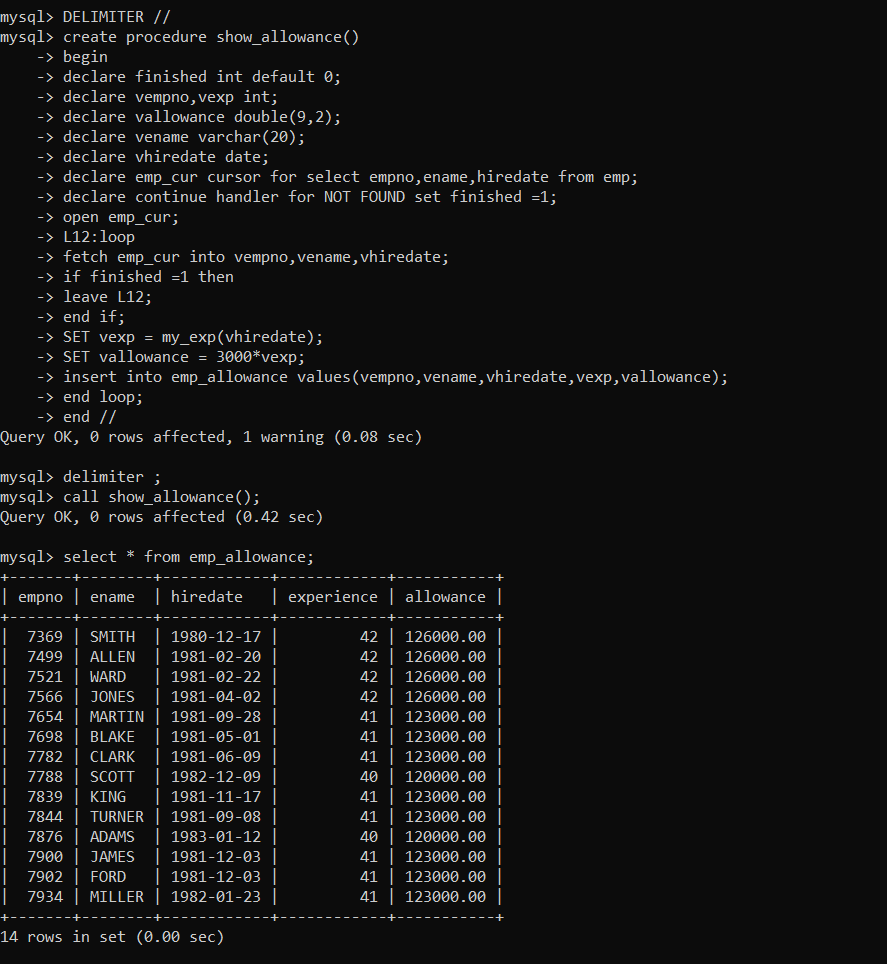 mysql> DELIMITER //
mysql> create procedure show_allowance()
    -> begin
    -> declare finished int default 0;
    -> declare vempno,vexp int;
    -> declare vallowance double(9,2);
    -> declare vename varchar(20);
    -> declare vhiredate date;
    -> declare emp_cur cursor for select empno,ename,hiredate from emp;
    -> declare continue handler for NOT FOUND set finished =1;
    -> open emp_cur;
    -> L12:loop
    -> fetch emp_cur into vempno,vename,vhiredate;
    -> if finished =1 then
    -> leave L12;
    -> end if;
    -> SET vexp = my_exp(vhiredate);
    -> SET vallowance = 3000*vexp;
    -> insert into emp_allowance values(vempno,vename,vhiredate,vexp,vallowance);
    -> end loop;
    -> end //
Query OK, 0 rows affected, 1 warning (0.08 sec)

mysql> delimiter ;
mysql> call show_allowance();
Query OK, 0 rows affected (0.42 sec)

mysql> select * from emp_allowance;
+-------+--------+------------+------------+-----------+
| empno | ename  | hiredate   | experience | allowance |
+-------+--------+------------+------------+-----------+
|  7369 | SMITH  | 1980-12-17 |         42 | 126000.00 |
|  7499 | ALLEN  | 1981-02-20 |         42 | 126000.00 |
|  7521 | WARD   | 1981-02-22 |         42 | 126000.00 |
|  7566 | JONES  | 1981-04-02 |         42 | 126000.00 |
|  7654 | MARTIN | 1981-09-28 |         41 | 123000.00 |
|  7698 | BLAKE  | 1981-05-01 |         41 | 123000.00 |
|  7782 | CLARK  | 1981-06-09 |         41 | 123000.00 |
|  7788 | SCOTT  | 1982-12-09 |         40 | 120000.00 |
|  7839 | KING   | 1981-11-17 |         41 | 123000.00 |
|  7844 | TURNER | 1981-09-08 |         41 | 123000.00 |
|  7876 | ADAMS  | 1983-01-12 |         40 | 120000.00 |
|  7900 | JAMES  | 1981-12-03 |         41 | 123000.00 |
|  7902 | FORD   | 1981-12-03 |         41 | 123000.00 |
|  7934 | MILLER | 1982-01-23 |         41 | 123000.00 |
+-------+--------+------------+------------+-----------+
14 rows in set (0.00 sec)